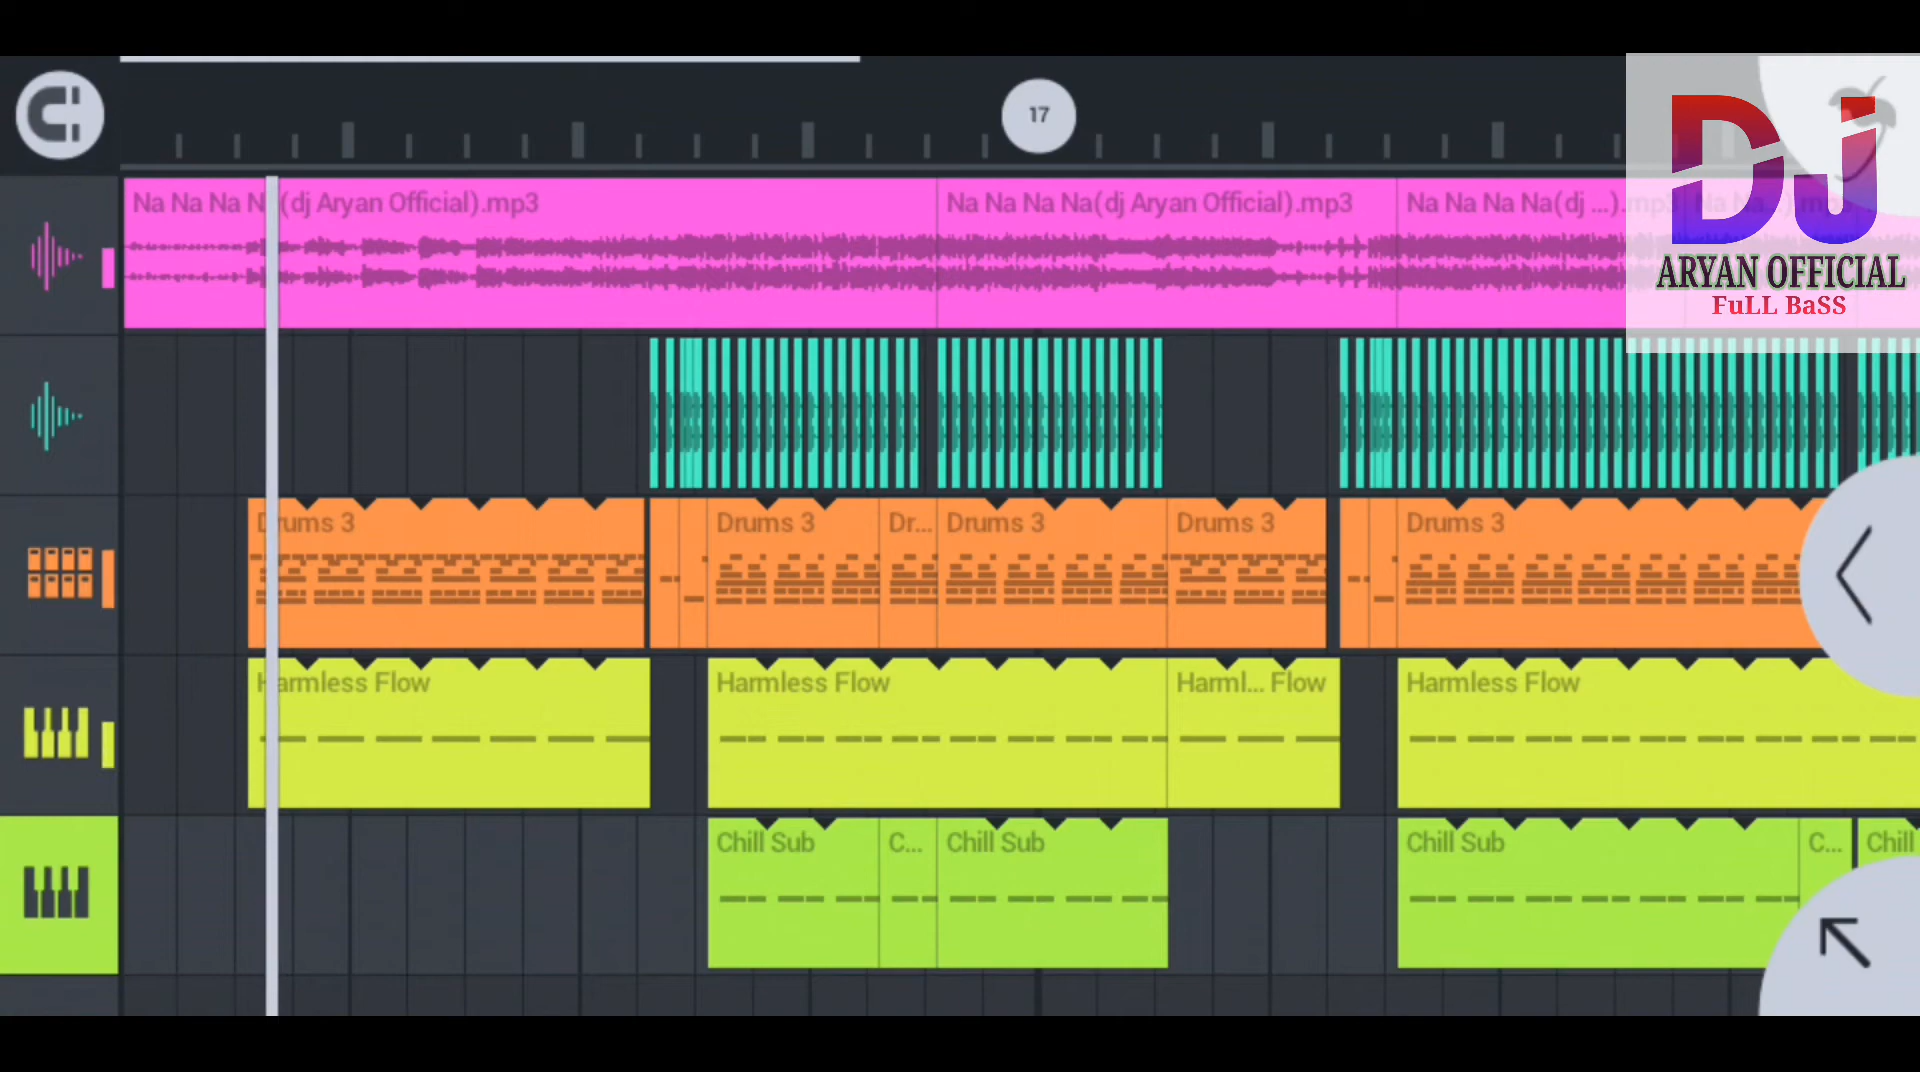 17
Na Na Na N (dj Aryan Official).mp3
Na Na Na Na(dj Aryan Official).mp3
Na Na Na Na(dj ...).mp3
DJ
ARYAN OFFICIAL
FuLL BaSS
Drums 3
Drums 3
Dr...
Drums 3
Drums 3
Drums 3
Harmless Flow
Harmless Flow
Harml... Flow
Harmless Flow
Chill Sub
C...
Chill Sub
Chill Sub
C...
Chill